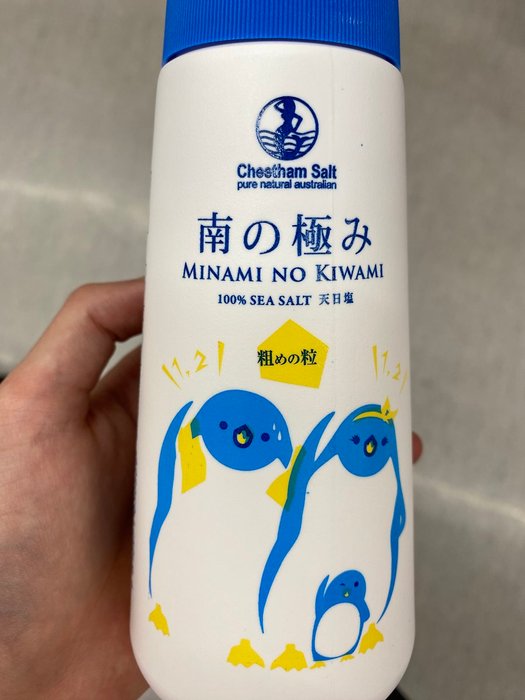 Cheetham Salt
pure natural australian
南の極み
MINAMI NO KIWAMI
100% SEA SALT 天日塩
粗めの粒
1,2!
1,2!